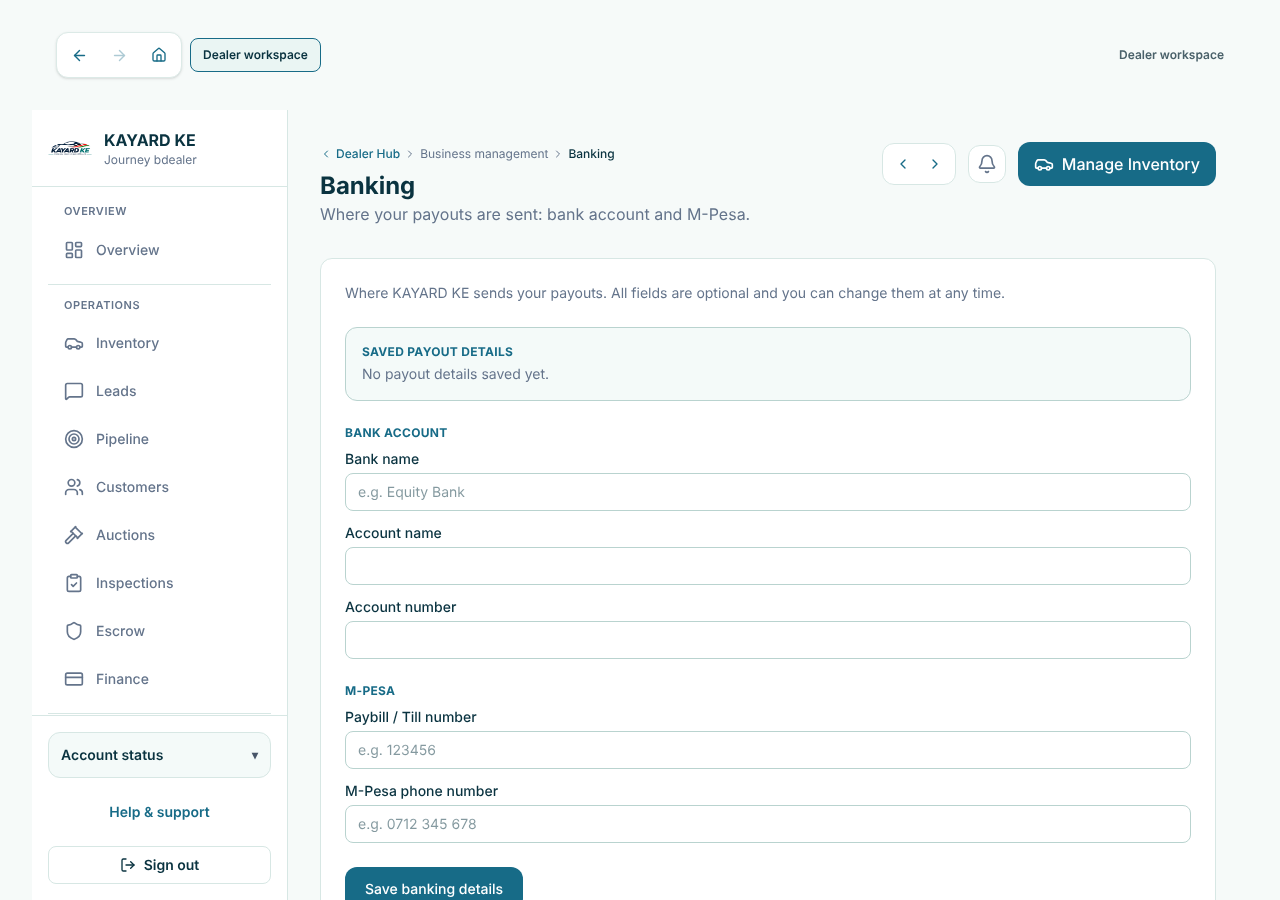 Dealer workspace
Dealer workspace
KAYARD KE
KAYARD KE
Journey bdealer
OVERVIEW
Overview
OPERATIONS
Inventory
Leads
Pipeline
Customers
Auctions
Inspections
Escrow
Finance
Account status
Help & support
Sign out
Dealer Hub
Business management
Banking
Banking
Where your payouts are sent: bank account and M-Pesa.
Manage Inventory
Where KAYARD KE sends your payouts. All fields are optional and you can change them at any time.
SAVED PAYOUT DETAILS
No payout details saved yet.
BANK ACCOUNT
Bank name
e.g. Equity Bank
Account name
Account number
M-PESA
Paybill / Till number
e.g. 123456
M-Pesa phone number
e.g. 0712 345 678
Save banking details